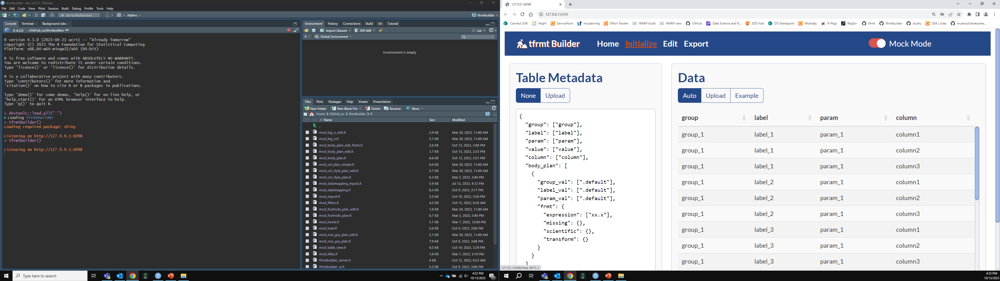 tfrmtbuilder - dev-v0.0.5 - RStudio
File Edit Code View Plots Session Build Debug Profile Tools Help
Go to file/function Addins tfrmtbuilder
Console Terminal Background Jobs
R 4.3.0 · ~/GitHub_os/tfrmtbuilder/
R version 4.3.0 (2023-04-21 ucrt) -- "Already Tomorrow"
Copyright (C) 2023 The R Foundation for Statistical Computing
Platform: x86_64-w64-mingw32/x64 (64-bit)
R is free software and comes with ABSOLUTELY NO WARRANTY.
You are welcome to redistribute it under certain conditions.
Type 'license()' or 'licence()' for distribution details.
R is a collaborative project with many contributors.
Type 'contributors()' for more information and
'citation()' on how to cite R or R packages in publications.
Type 'demo()' for some demos, 'help()' for on-line help, or
'help.start()' for an HTML browser interface to help.
Type 'q()' to quit R.
> devtools::load_all(".")
ℹ Loading tfrmtbuilder
> tfrmtbuilder()
Loading required package: shiny
Listening on http://127.0.0.1:6098
> tfrmtbuilder()
Listening on http://127.0.0.1:6098
Environment History Connections Build Git Tutorial
Import Dataset 309 MiB List
R Global Environment
Environment is empty
Files Plots Packages Help Viewer Presentation
New Folder New Blank File Delete Rename More
Home GitHub_os tfrmtbuilder R
Name Size Modified
..
mod_big_n_edit.R 2.9 KB Mar 30, 2023, 11:49 AM
mod_big_n.R 5.1 KB Mar 30, 2023, 11:49 AM
mod_body_plan_edit_frmts.R 2.6 KB Oct 13, 2023, 2:40 PM
mod_body_plan_edit.R 1.7 KB Oct 13, 2023, 2:53 PM
mod_body_plan.R 6.8 KB Oct 13, 2023, 2:51 PM
mod_col_plan_simple.R 6.6 KB Mar 30, 2023, 11:49 AM
mod_col_style_plan_edit.R 3.7 KB Mar 30, 2023, 11:49 AM
mod_col_style_plan.R 6.3 KB Mar 3, 2023, 3:40 PM
mod_datamapping_inputs.R 5.9 KB Jul 12, 2023, 4:12 PM
mod_datamapping.R 8.3 KB Oct 9, 2023, 3:17 PM
mod_export.R 3.5 KB Oct 10, 2023, 3:30 PM
mod_filters.R 4.2 KB Oct 12, 2023, 6:26 AM
mod_footnote_plan_edit.R 1.9 KB Mar 30, 2023, 11:49 AM
mod_footnote_plan.R 6.7 KB Mar 3, 2023, 3:40 PM
mod_home.R 3.1 KB Mar 7, 2023, 12:04 PM
mod_load.R 5.6 KB Oct 9, 2023, 3:06 PM
mod_row_grp_plan_edit.R 2.1 KB Mar 30, 2023, 11:49 AM
mod_row_grp_plan.R 7.9 KB Oct 9, 2023, 3:06 PM
mod_table_view.R 4.5 KB Oct 10, 2023, 3:29 PM
mod_titles.R 1.8 KB Mar 7, 2023, 3:10 PM
tfrmtbuilder_server.R 4 KB Oct 12, 2023, 6:23 AM
tfrmtbuilder_ui.R 5.3 KB Oct 9, 2023, 3:06 PM
Type here to search
4:32 PM
10/13/2023
25
127.0.0.1:6098
127.0.0.1:6098
Connect GSK Alight ServiceNow myLearning Effort Tracker WARP-build WARP-view GitHub Data Science and R... SDS Hub DS Sharepoint Workday R-Pkgs RegExr tfrmt tfrmtbuilder slushy GSK | Jules mcanouil/awesome...
tfrmt Builder Home Initialize Edit Export Mock Mode
Table Metadata
None Upload
{
"group": ["group"],
"label": ["label"],
"param": ["param"],
"value": ["value"],
"column": ["column"],
"body_plan": [
{
"group_val": [".default"],
"label_val": [".default"],
"param_val": [".default"],
"frmt": {
"expression": ["xx.x"],
"missing": {},
"scientific": {},
"transform": {}
}
}
]
Data
Auto Upload Example
group label param column
group_1 label_1 param_1 column1
group_1 label_1 param_1 column2
group_1 label_1 param_1 column3
group_1 label_2 param_1 column1
group_1 label_2 param_1 column2
group_1 label_2 param_1 column3
group_1 label_3 param_1 column1
group_1 label_3 param_1 column2
group_1 label_3 param_1 column3
127.0.0.1:6098/#tab-9673-2
4:32 PM
10/13/2023